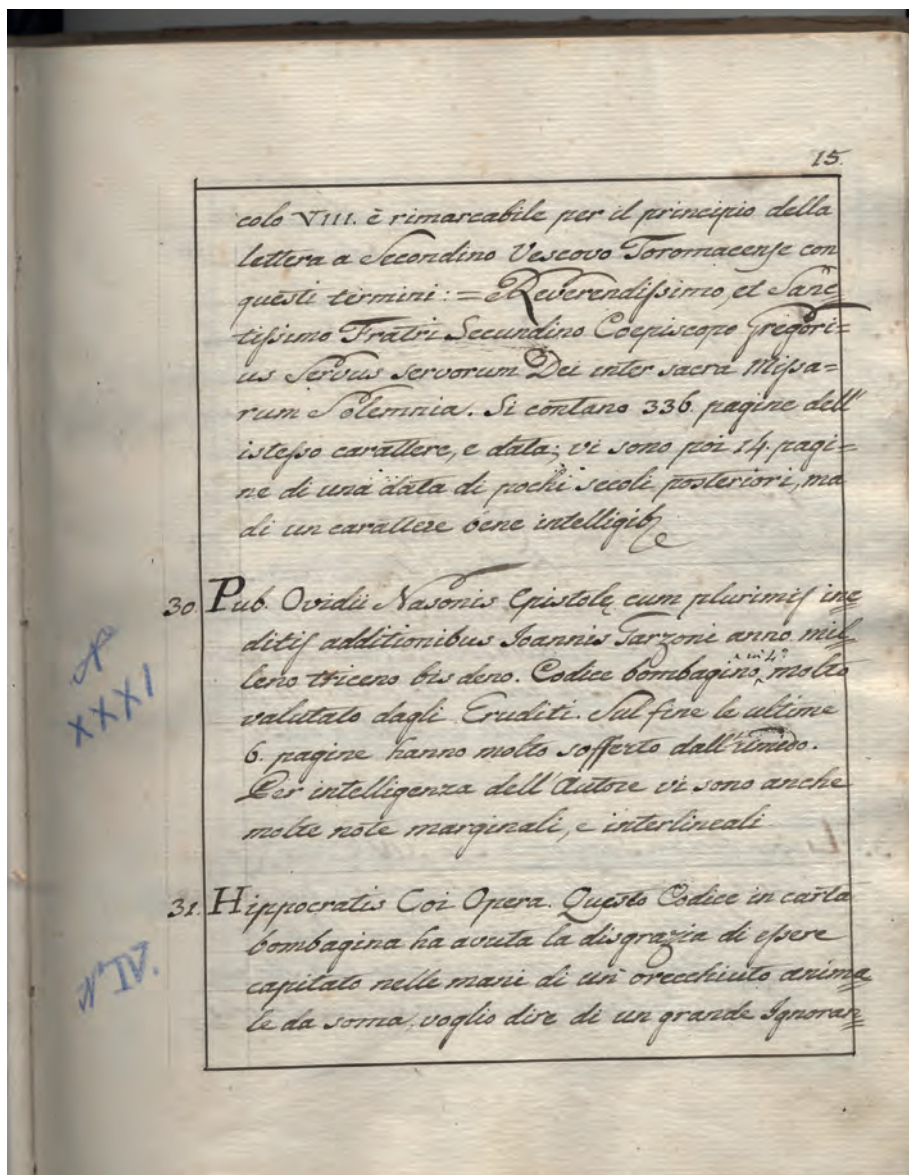 15.
colo VIII. è rimarcabile per il principio della
lettera a Secondino Vescovo Toromacense con
questi termini: = Reverendissimo, et Sanc=
tissimo Fratri Secundino Coepiscopo Gregori=
us Servus Servorum Dei inter sacra Missa=
rum Solemnia. Si contano 336. pagine dell'
istesso carattere, e data; vi sono poi 14. pagi=
ne di una data di pochi secoli posteriori, ma
di un carattere bene intelligibe
30. Pub. Ovidii Nasonis Epistolę cum plurimis ine=
ditis additionibus Joannis Tarzoni anno mil=
leno triceno bis deno. Codice bombagino, in 4.° molto
valutato dagli Eruditi. Sul fine le ultime
6. pagine hanno molto sofferto dall'umido.
Per intelligenza dell'Autore vi sono anche
molte note marginali, e interlineali
N°
XXXI
31. Hippocratis Coi Opera. Questo Codice in carta
bombagina ha avuta la disgrazia di essere
capitato nelle mani di un orecchiuto anima=
le da soma, voglio dire di un grande Ignoran=
N° IV.